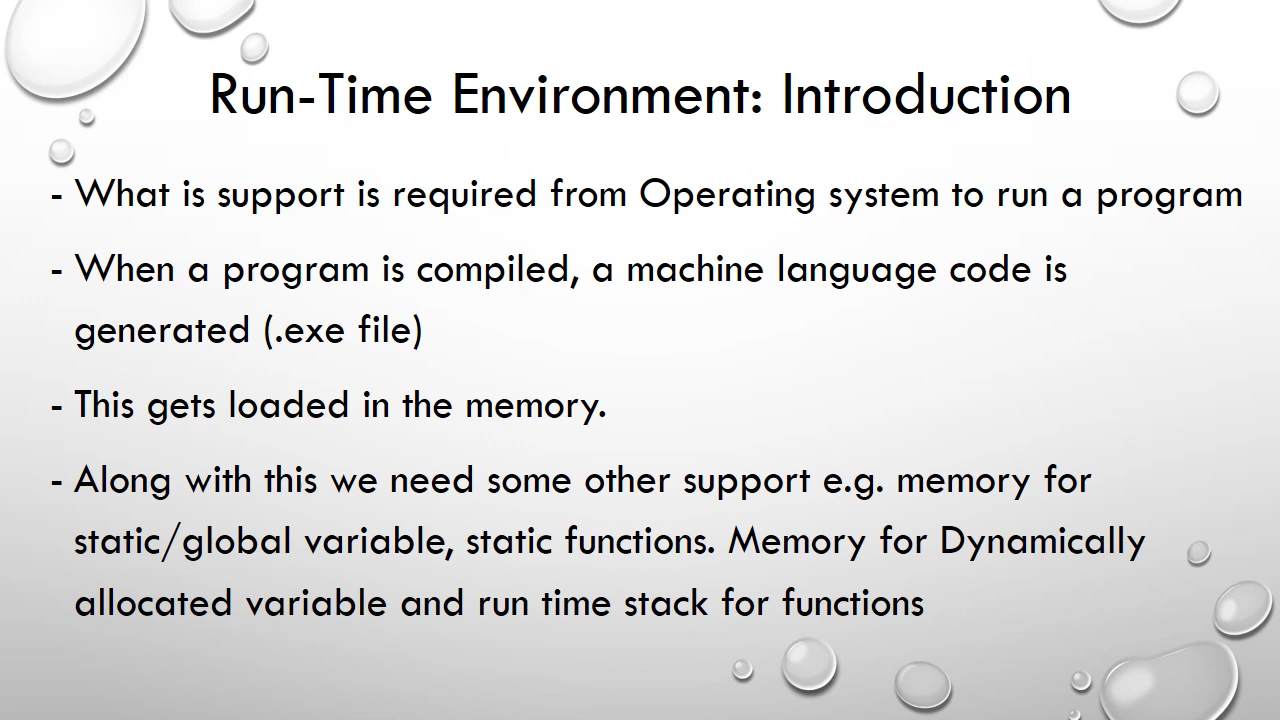 Run-Time Environment: Introduction
- What is support is required from Operating system to run a program
- When a program is compiled, a machine language code is
generated (.exe file)
- This gets loaded in the memory.
- Along with this we need some other support e.g. memory for
static/global variable, static functions. Memory for Dynamically
allocated variable and run time stack for functions